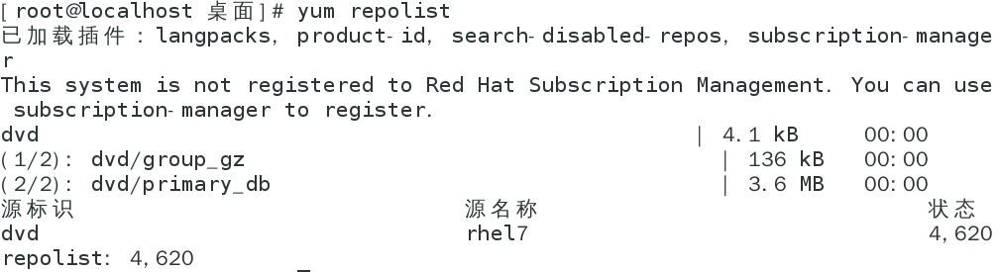 [root@localhost 桌面]# yum repolist
已加载插件：langpacks, product-id, search-disabled-repos, subscription-manage
r
This system is not registered to Red Hat Subscription Management. You can use
 subscription-manager to register.
dvd | 4.1 kB 00:00
(1/2): dvd/group_gz | 136 kB 00:00
(2/2): dvd/primary_db | 3.6 MB 00:00
源标识 源名称 状态
dvd rhel7 4,620
repolist: 4,620